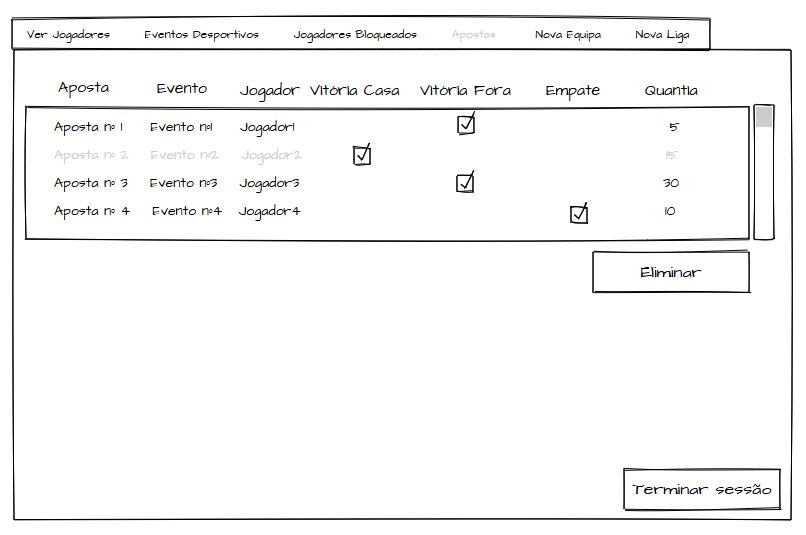 Ver Jogadores Eventos Desportivos Jogadores Bloqueados Apostas Nova Equipa Nova Liga
Aposta Evento Jogador Vitória Casa Vitória Fora Empate Quantia
Aposta nº 1 Evento nº1 Jogador1 5
Aposta nº 2 Evento nº2 Jogador2 15
Aposta nº 3 Evento nº3 Jogador3 30
Aposta nº 4 Evento nº4 Jogador4 10
Eliminar
Terminar sessão